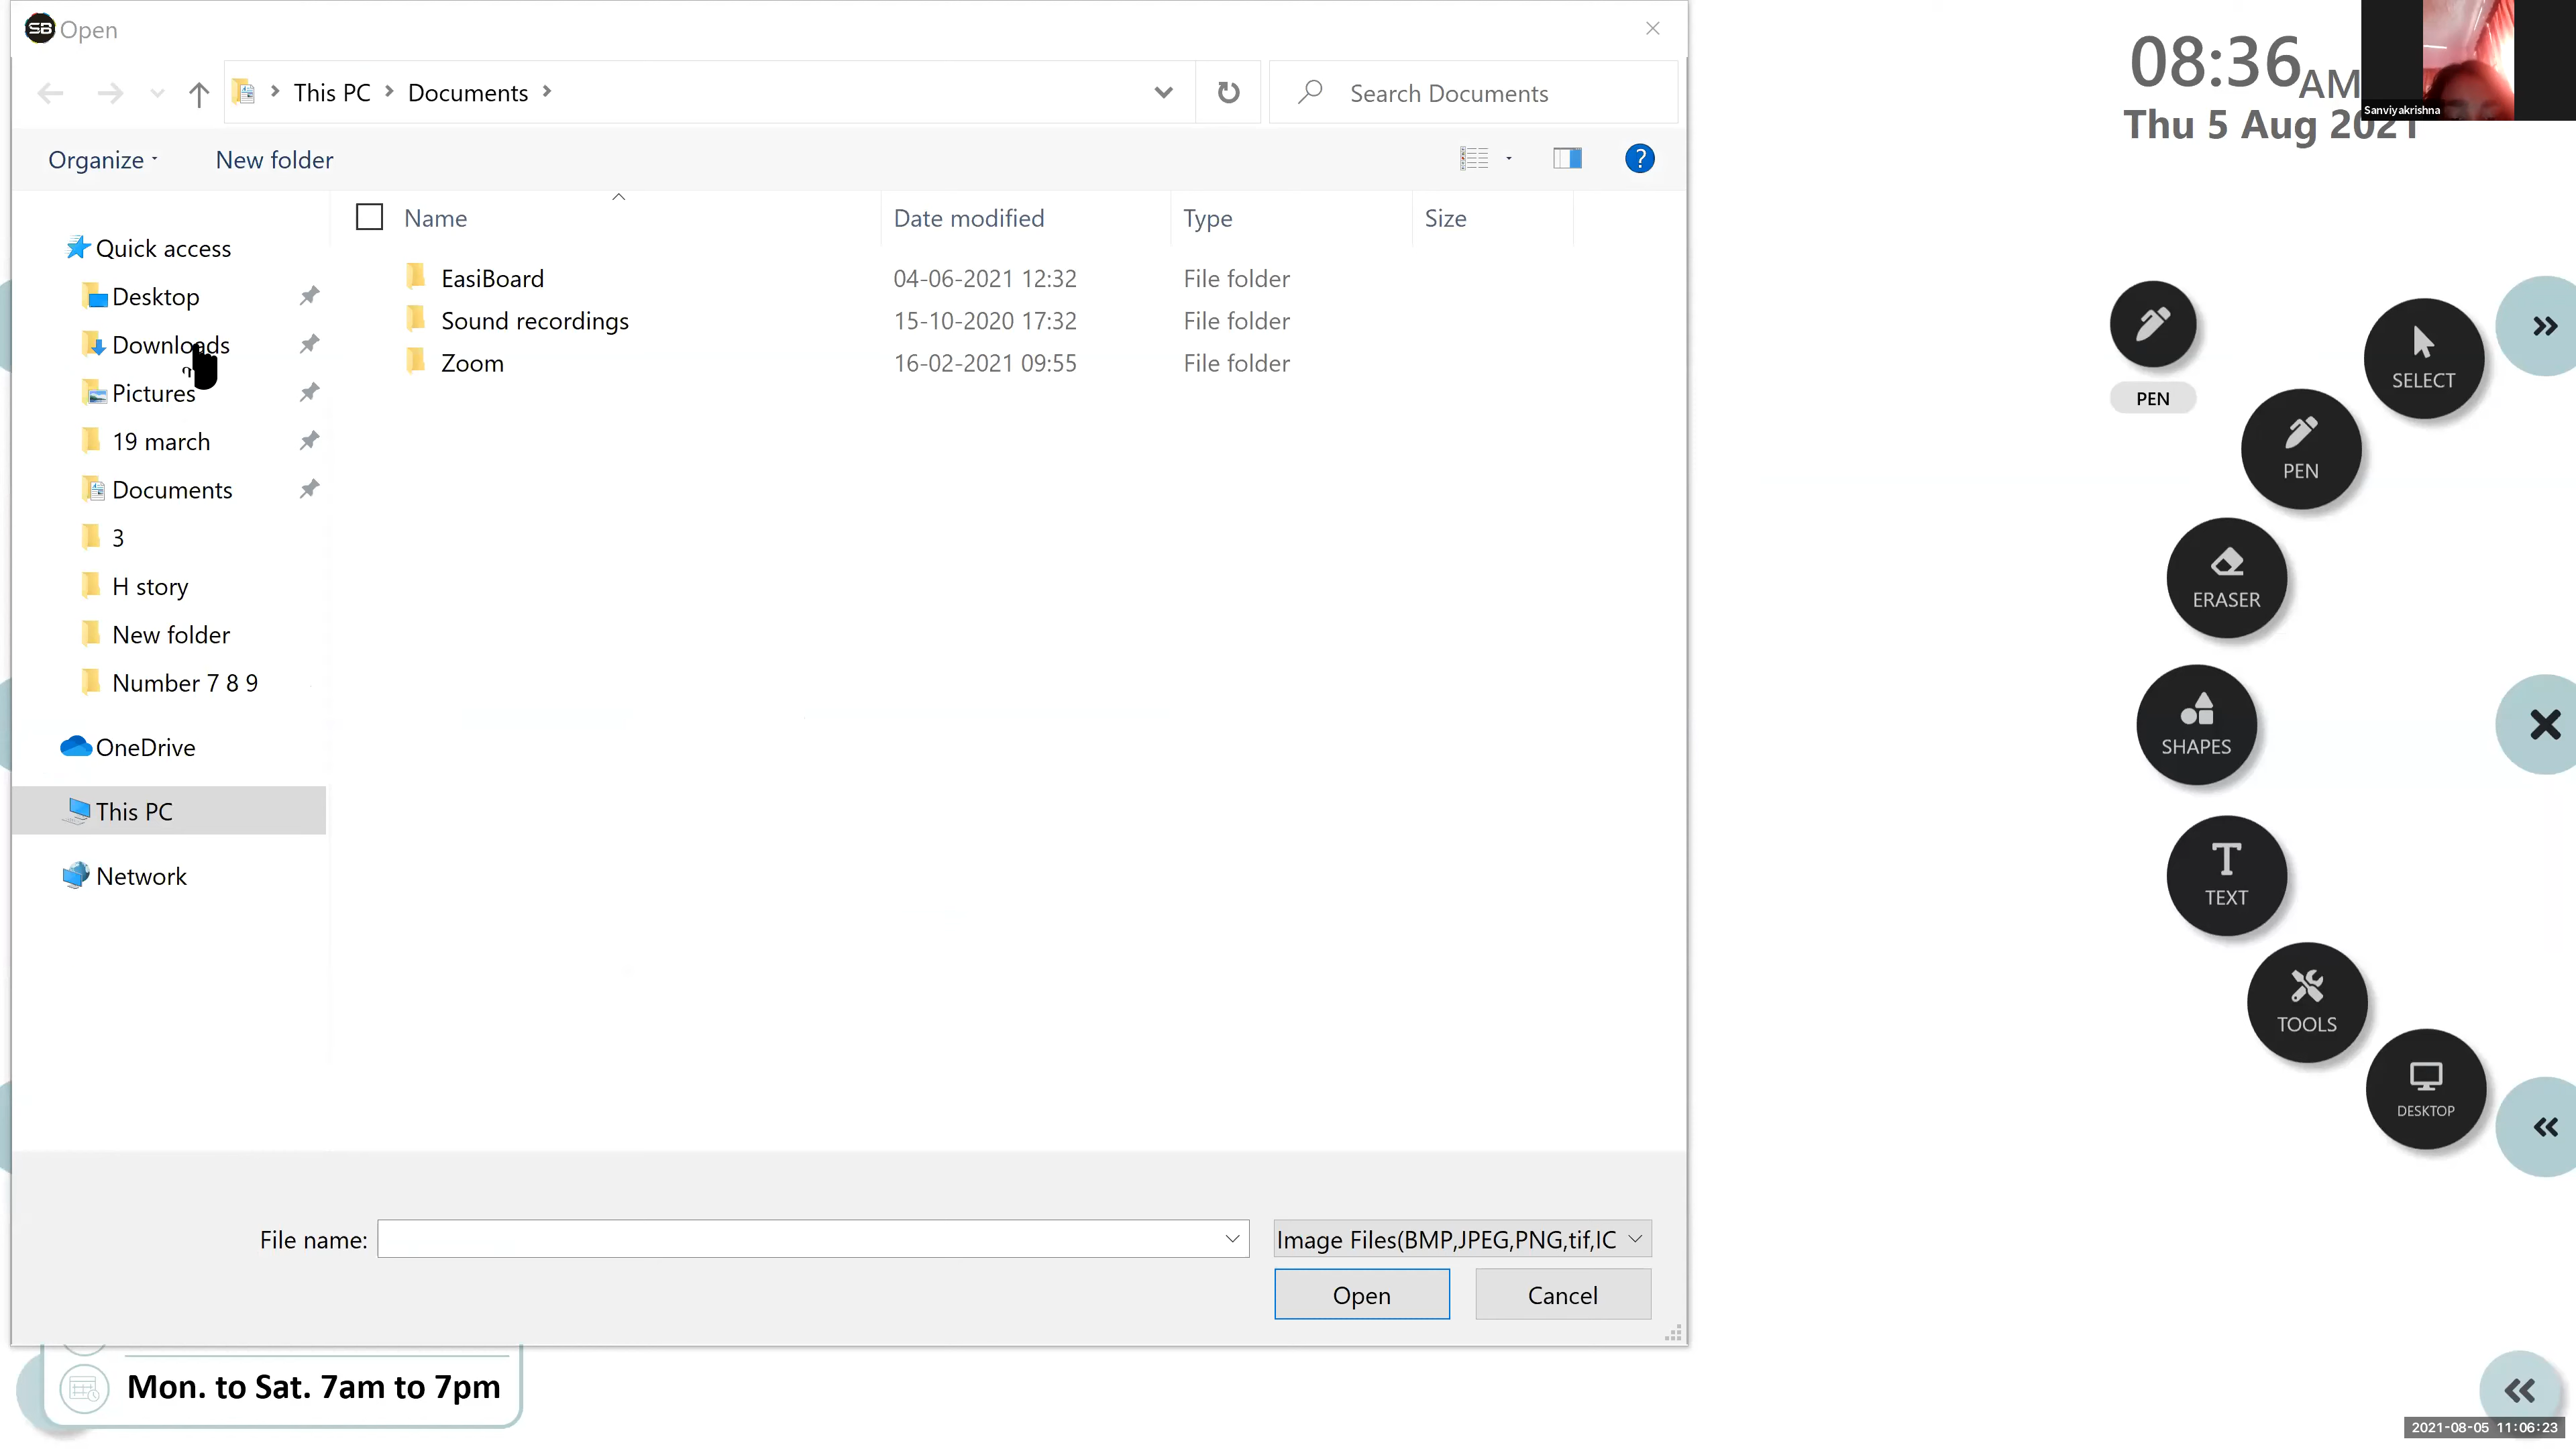 SB Open
This PC Documents
Search Documents
08:36 AM
Sanviyakrishna
Thu 5 Aug 2021
Organize
New folder
?
Name Date modified Type Size
Quick access
Desktop
Downloads
Pictures
19 march
Documents
3
H story
New folder
Number 7 8 9
OneDrive
This PC
Network
EasiBoard 04-06-2021 12:32 File folder
Sound recordings 15-10-2020 17:32 File folder
Zoom 16-02-2021 09:55 File folder
PEN
SELECT
PEN
ERASER
SHAPES
TEXT
TOOLS
DESKTOP
File name:
Image Files(BMP,JPEG,PNG,tif,IC
Open
Cancel
Mon. to Sat. 7am to 7pm
2021-08-05 11:06:23